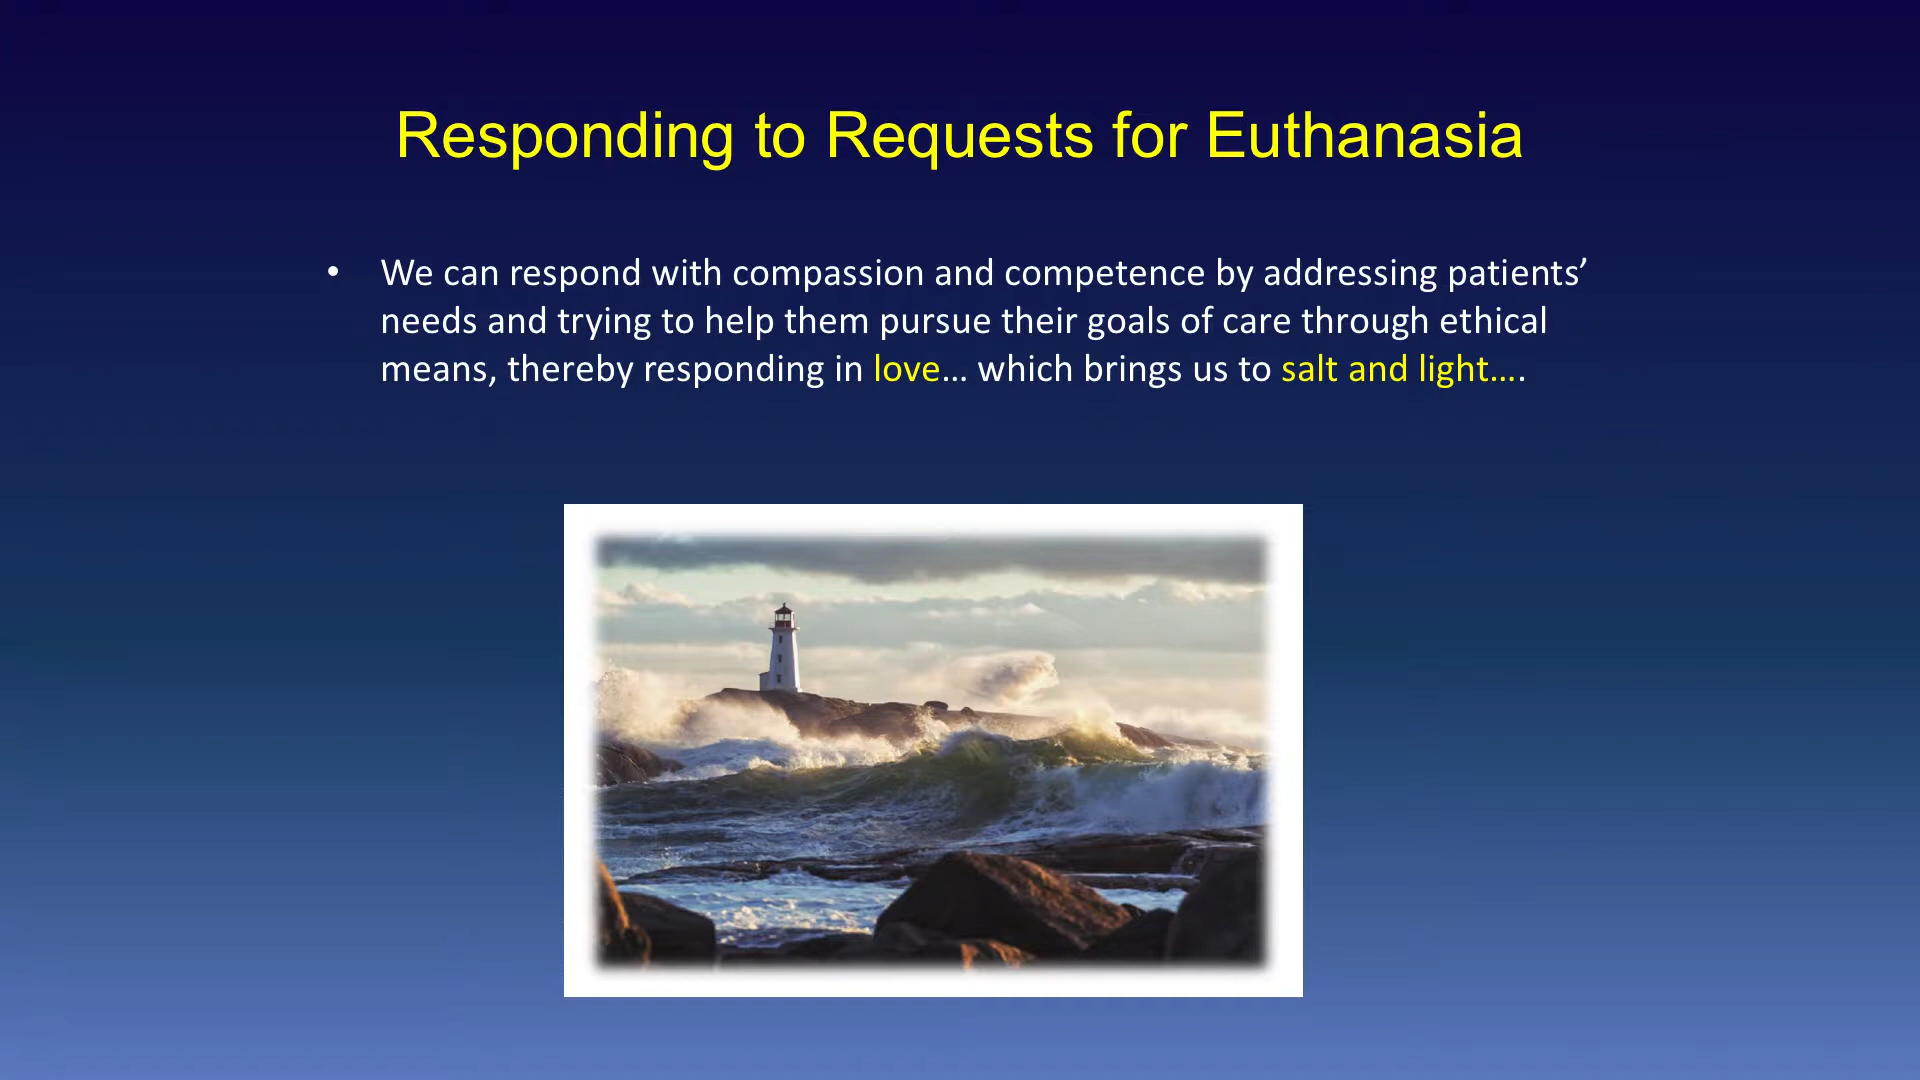 Responding to Requests for Euthanasia
• We can respond with compassion and competence by addressing patients’
needs and trying to help them pursue their goals of care through ethical
means, thereby responding in love… which brings us to salt and light….